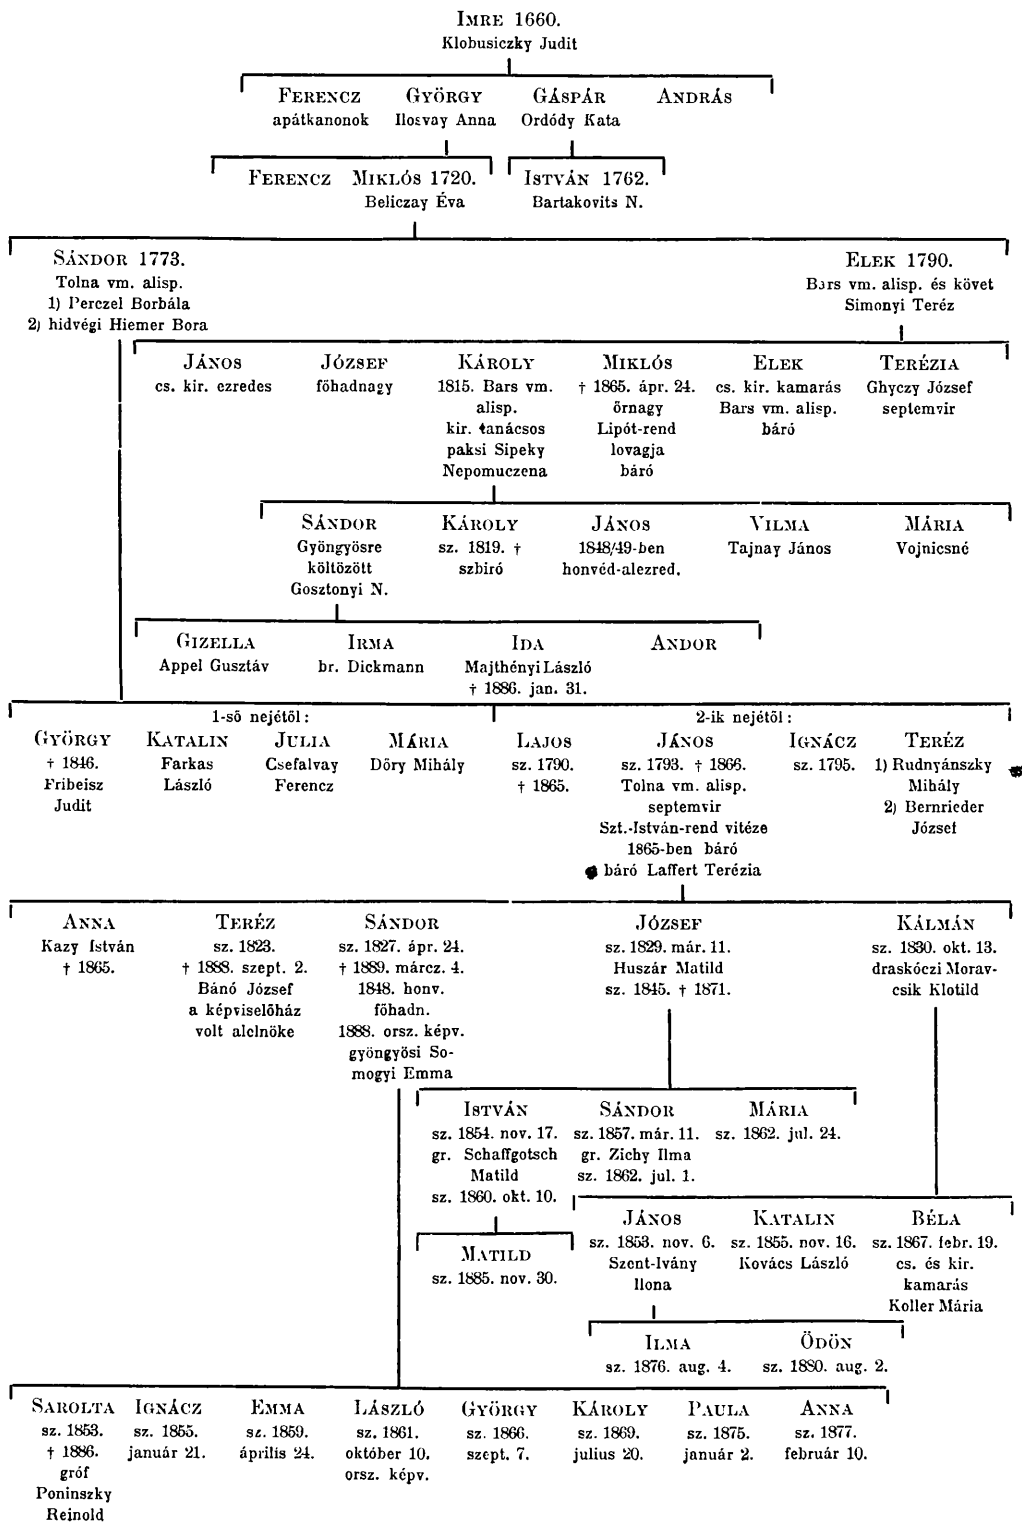 IMRE 1660.
Klobusiczky Judit
FERENCZ GYÖRGY GÁSPÁR ANDRÁS
apátkanonok Ilosvay Anna Ordódy Kata
FERENCZ MIKLÓS 1720. ISTVÁN 1762.
Beliczay Éva Bartakovits N.
SÁNDOR 1773.
Tolna vm. alisp.
1) Perczel Borbála
2) hidvégi Hiemer Bora
ELEK 1790.
Bars vm. alisp. és követ
Simonyi Teréz
JÁNOS
cs. kir. ezredes
JÓZSEF
főhadnagy
KÁROLY
1815. Bars vm.
alisp.
kir. tanácsos
paksi Sipeky
Nepomuczena
MIKLÓS
† 1865. ápr. 24.
őrnagy
Lipót-rend
lovagja
báró
ELEK
cs. kir. kamarás
Bars vm. alisp.
báró
TERÉZIA
Ghyczy József
septemvir
SÁNDOR
Gyöngyösre
költözött
Gosztonyi N.
KÁROLY
sz. 1819. †
szbiró
JÁNOS
1848/49-ben
honvéd-alezred.
VILMA
Tajnay János
MÁRIA
Vojnicsné
GIZELLA
Appel Gusztáv
IRMA
br. Dickmann
IDA
Majthényi László
† 1886. jan. 31.
ANDOR
1-ső nejétől: 2-ik nejétől:
GYÖRGY
† 1846.
Fribeisz
Judit
KATALIN
Farkas
László
JULIA
Csefalvay
Ferencz
MÁRIA
Dőry Mihály
LAJOS
sz. 1790.
† 1865.
JÁNOS
sz. 1793. † 1866.
Tolna vm. alisp.
septemvir
Szt.-István-rend vitéze
1865-ben báró
báró Laffert Terézia
IGNÁCZ
sz. 1795.
TERÉZ
1) Rudnyánszky
Mihály
2) Bernrieder
József
ANNA
Kazy István
† 1865.
TERÉZ
sz. 1823.
† 1888. szept. 2.
Bánó József
a képviselőház
volt alelnöke
SÁNDOR
sz. 1827. ápr. 24.
† 1889. márcz. 4.
1848. honv.
főhadn.
1888. orsz. képv.
gyöngyösi So-
mogyi Emma
JÓZSEF
sz. 1829. már. 11.
Huszár Matild
sz. 1845. † 1871.
KÁLMÁN
sz. 1830. okt. 13.
draskóczi Morav-
csik Klotild
ISTVÁN
sz. 1854. nov. 17.
gr. Schaffgotsch
Matild
sz. 1860. okt. 10.
SÁNDOR
sz. 1857. már. 11.
gr. Zichy Ilma
sz. 1862. jul. 1.
MÁRIA
sz. 1862. jul. 24.
MATILD
sz. 1885. nov. 30.
JÁNOS
sz. 1853. nov. 6.
Szent-Ivány
Ilona
KATALIN
sz. 1855. nov. 16.
Kovács László
BÉLA
sz. 1867. febr. 19.
cs. és kir.
kamarás
Koller Mária
ILMA
sz. 1876. aug. 4.
ÖDÖN
sz. 1880. aug. 2.
SAROLTA
sz. 1853.
† 1886.
gróf
Poninszky
Rejnold
IGNÁCZ
sz. 1855.
január 21.
EMMA
sz. 1859.
április 24.
LÁSZLÓ
sz. 1861.
október 10.
orsz. képv.
GYÖRGY
sz. 1866.
szept. 7.
KÁROLY
sz. 1869.
julius 20.
PAULA
sz. 1875.
január 2.
ANNA
sz. 1877.
február 10.